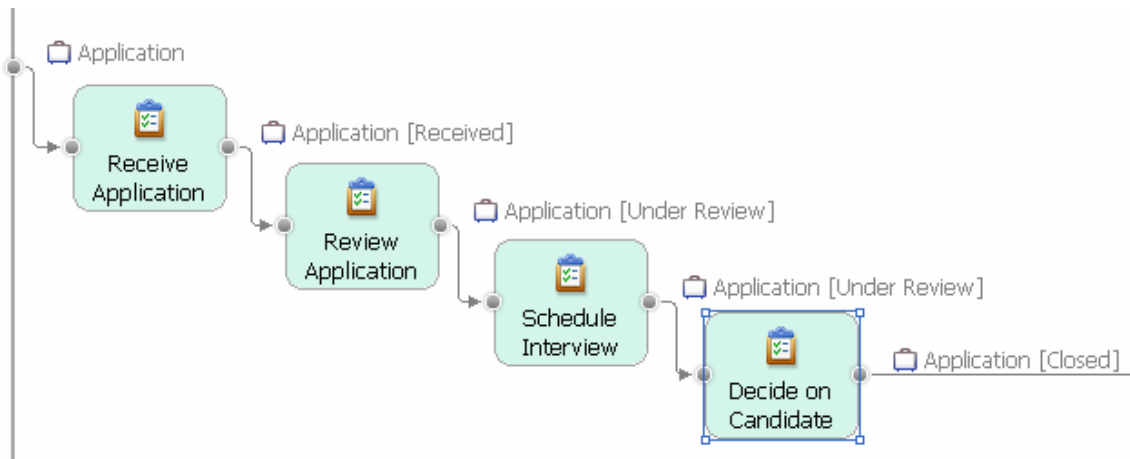 Application
Receive
Application
Application [Received]
Review
Application
Application [Under Review]
Schedule
Interview
Application [Under Review]
Decide on
Candidate
Application [Closed]